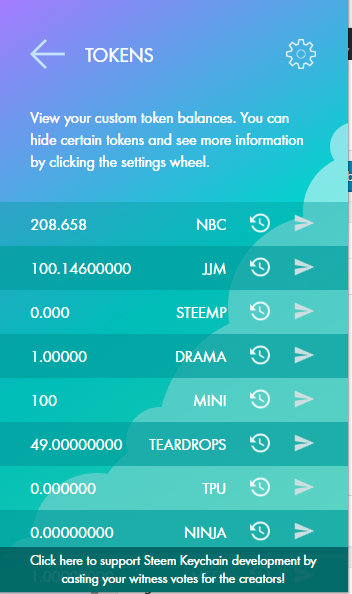 TOKENS
View your custom token balances. You can
hide certain tokens and see more information
by clicking the settings wheel.
208.658 NBC
100.14600000 JJM
0.000 STEEMP
1.00000 DRAMA
100 MINI
49.00000000 TEARDROPS
0.000000 TPU
0.00000000 NINJA
Click here to support Steem Keychain development by
casting your witness votes for the creators!